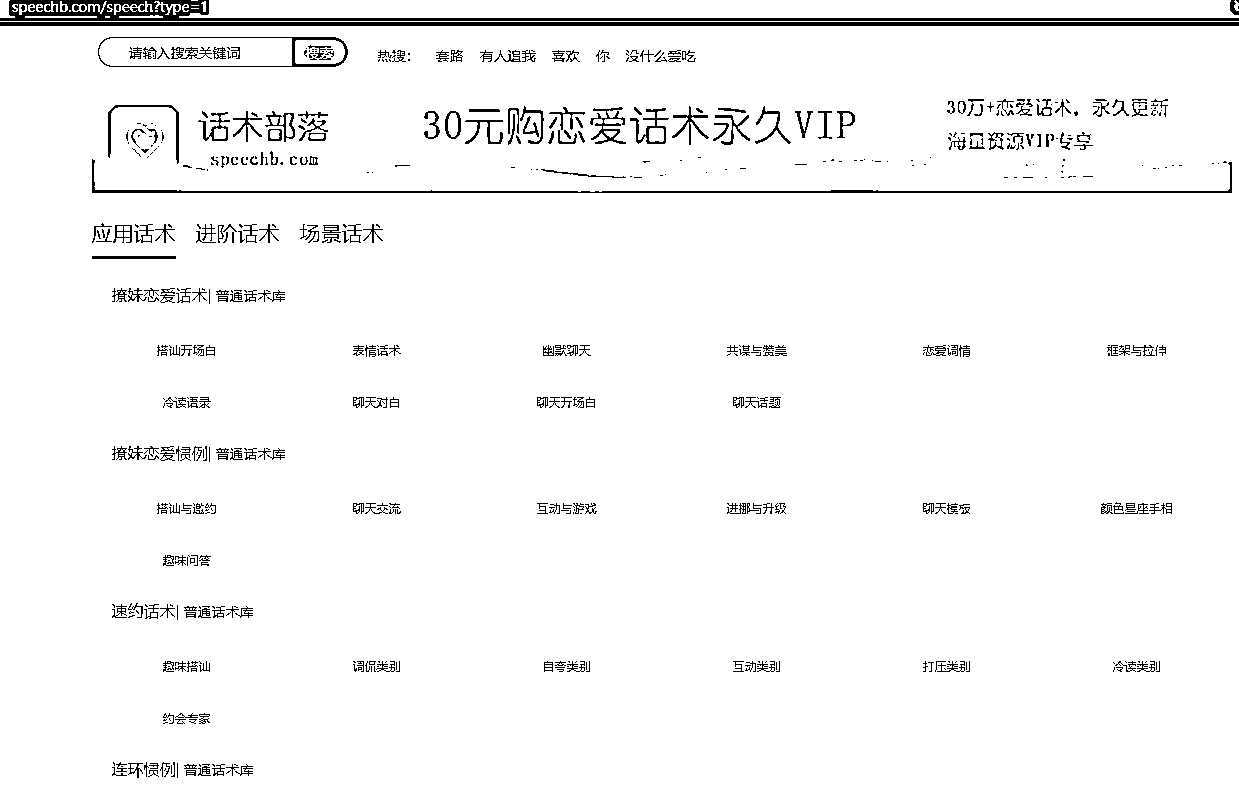 speechb.com/speech?type=1
请输入搜索关键词 搜索 热搜： 套路 有人追我 喜欢 你 没什么爱吃
话术部落 30元购恋爱话术永久VIP 30万+恋爱话术，永久更新
speechb.com 海量资源VIP专享
应用话术 进阶话术 场景话术
撩妹恋爱话术| 普通话术库
搭讪开场白 表情话术 幽默聊天 共谋与赞美 恋爱调情 框架与拉伸
冷读语录 聊天对白 聊天开场白 聊天话题
撩妹恋爱惯例| 普通话术库
搭讪与邀约 聊天交流 互动与游戏 进挪与升级 聊天模板 颜色星座手相
趣味问答
速约话术| 普通话术库
趣味搭讪 调侃类别 自夸类别 互动类别 打压类别 冷读类别
约会专家
连环惯例| 普通话术库